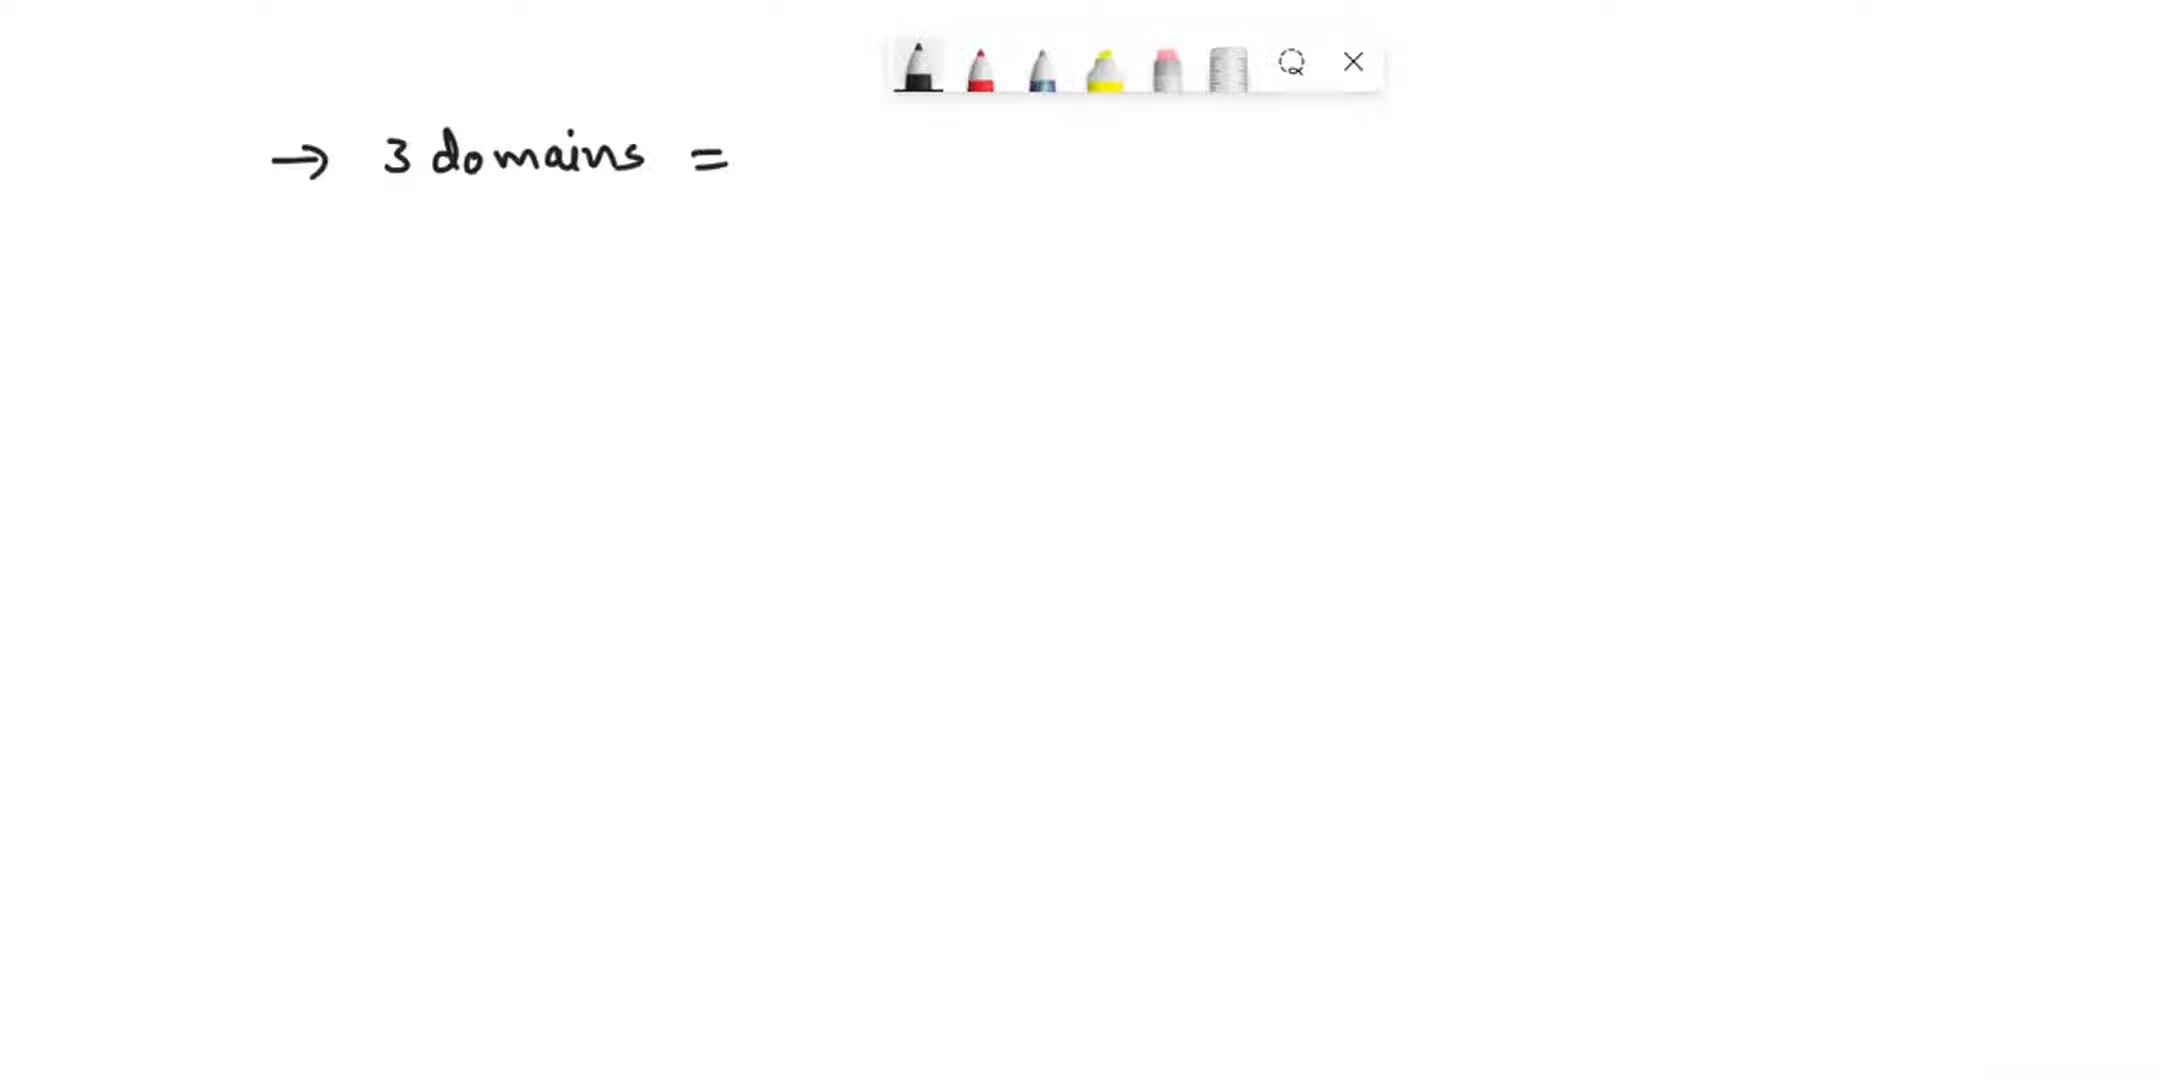 → 3 domains =